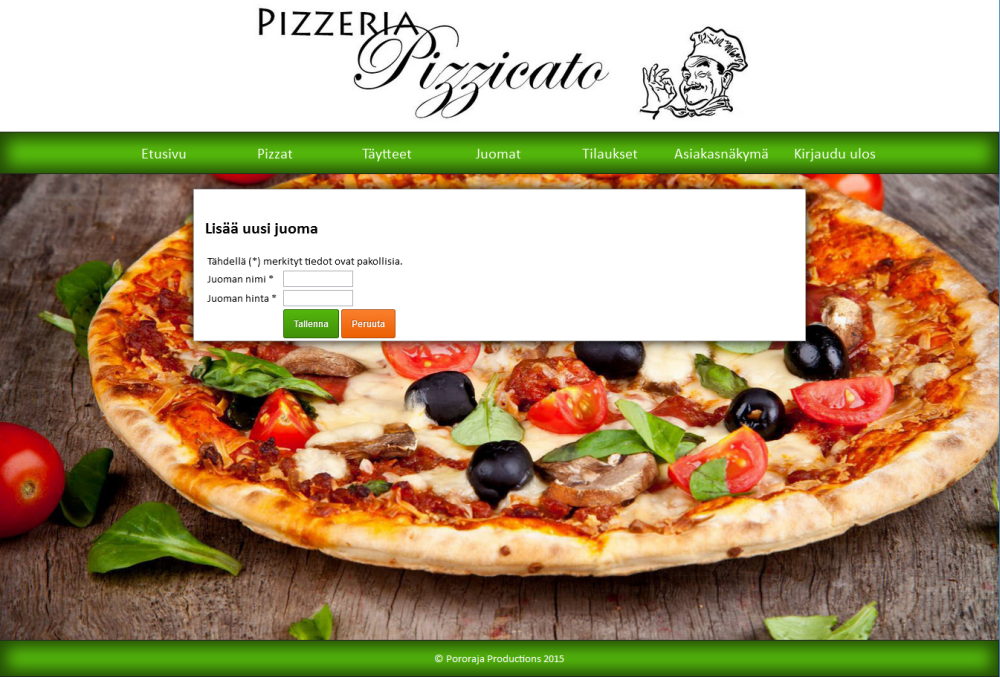 PIZZERIA
Pizzicato
Etusivu Pizzat Täytteet Juomat Tilaukset Asiakasnäkymä Kirjaudu ulos
Lisää uusi juoma
Tähdellä (*) merkityt tiedot ovat pakollisia.
Juoman nimi *
Juoman hinta *
Tallenna Peruuta
© Pororaja Productions 2015